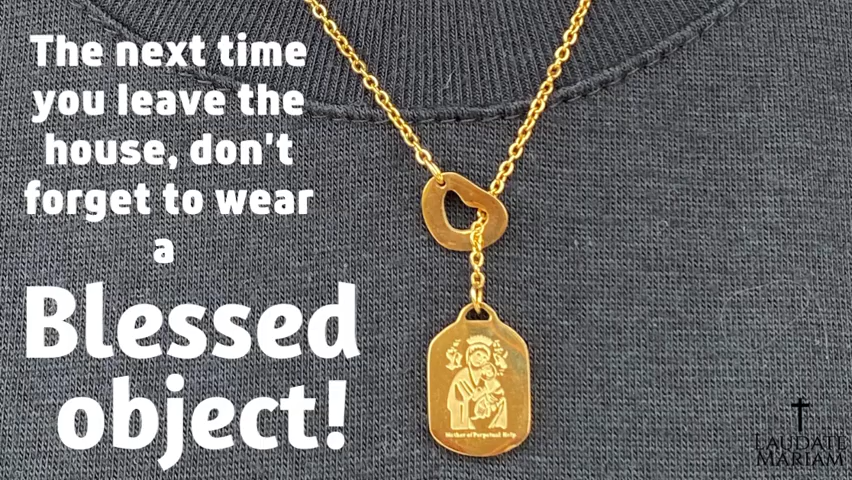 The next time
you leave the
house, don't
forget to wear
a
Blessed
object!
Mother of Perpetual Help
LAUDATE
MARIAM